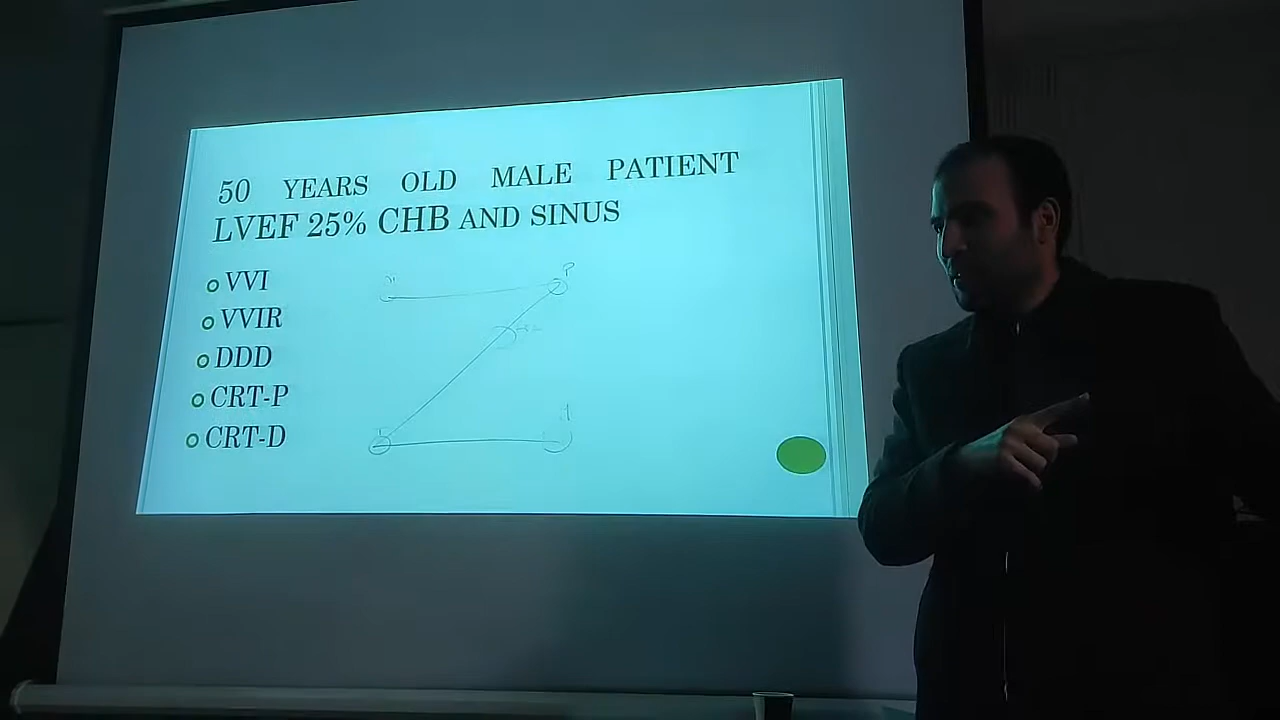 50 YEARS OLD MALE PATIENT
LVEF 25% CHB AND SINUS
VVI
VVIR
DDD
CRT-P
CRT-D